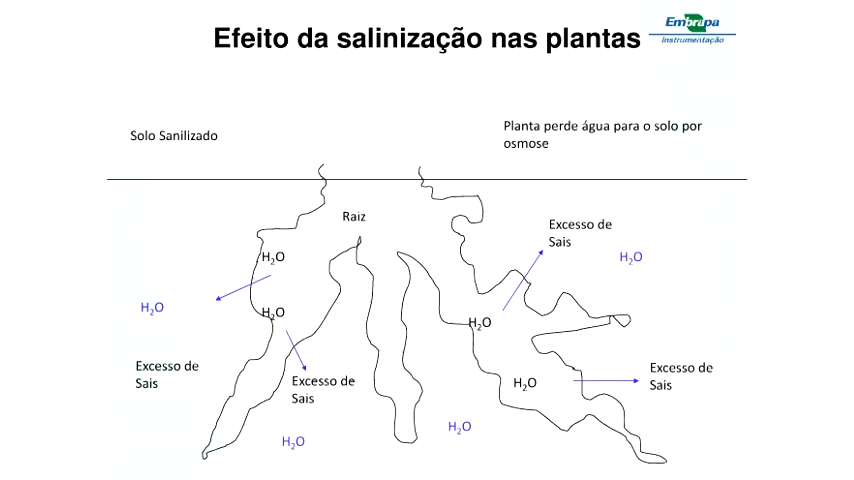 Efeito da salinização nas plantas
Embrapa
Instrumentação
Solo Sanilizado
Planta perde água para o solo por
osmose
Raiz
Excesso de
Sais
H₂O
H₂O
H₂O
H₂O
H₂O
Excesso de
Sais
Excesso de
Sais
H₂O
Excesso de
Sais
H₂O
H₂O